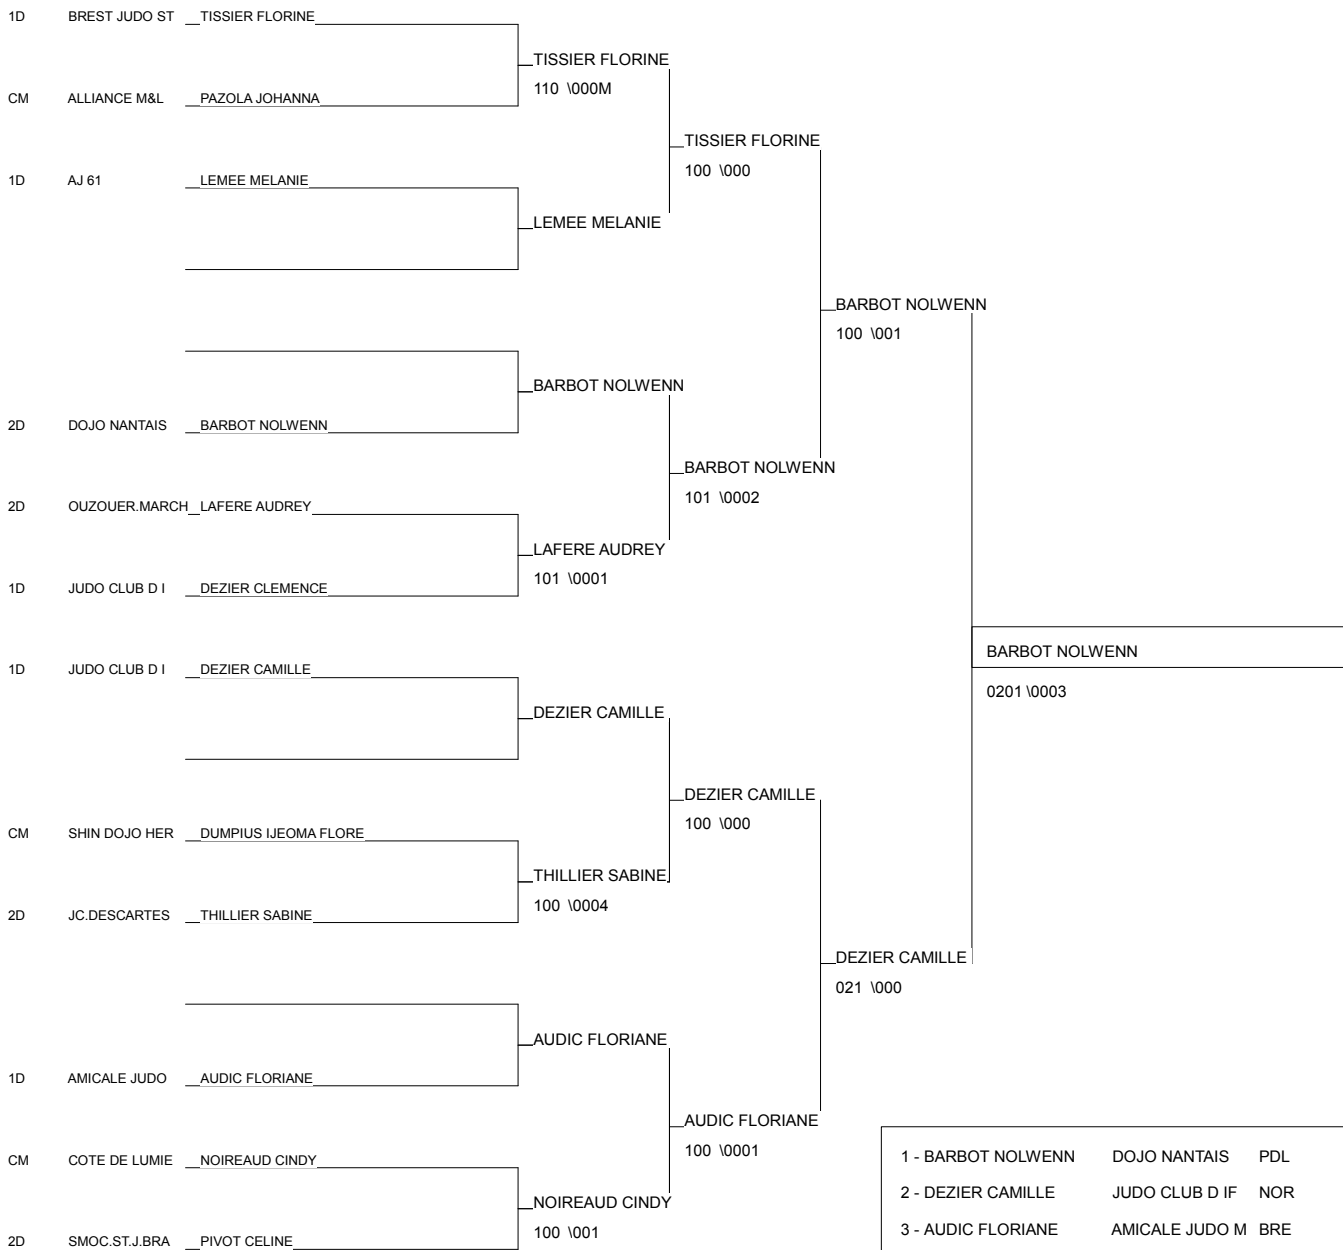 1D BREST JUDO ST TISSIER FLORINE
TISSIER FLORINE
110 \000M
CM ALLIANCE M&L PAZOLA JOHANNA
TISSIER FLORINE
100 \000
1D AJ 61 LEMEE MELANIE
LEMEE MELANIE
BARBOT NOLWENN
100 \001
BARBOT NOLWENN
2D DOJO NANTAIS BARBOT NOLWENN
BARBOT NOLWENN
101 \0002
2D OUZOUER.MARCH LAFERE AUDREY
LAFERE AUDREY
101 \0001
1D JUDO CLUB D I DEZIER CLEMENCE
BARBOT NOLWENN
0201 \0003
1D JUDO CLUB D I DEZIER CAMILLE
DEZIER CAMILLE
DEZIER CAMILLE
100 \000
CM SHIN DOJO HER DUMPIUS IJEOMA FLORE
THILLIER SABINE
100 \0004
2D JC.DESCARTES THILLIER SABINE
DEZIER CAMILLE
021 \000
AUDIC FLORIANE
1D AMICALE JUDO AUDIC FLORIANE
AUDIC FLORIANE
100 \0001
CM COTE DE LUMIE NOIREAUD CINDY
NOIREAUD CINDY
100 \001
2D SMOC.ST.J.BRA PIVOT CELINE
1 - BARBOT NOLWENN DOJO NANTAIS PDL
2 - DEZIER CAMILLE JUDO CLUB D IF NOR
3 - AUDIC FLORIANE AMICALE JUDO M BRE